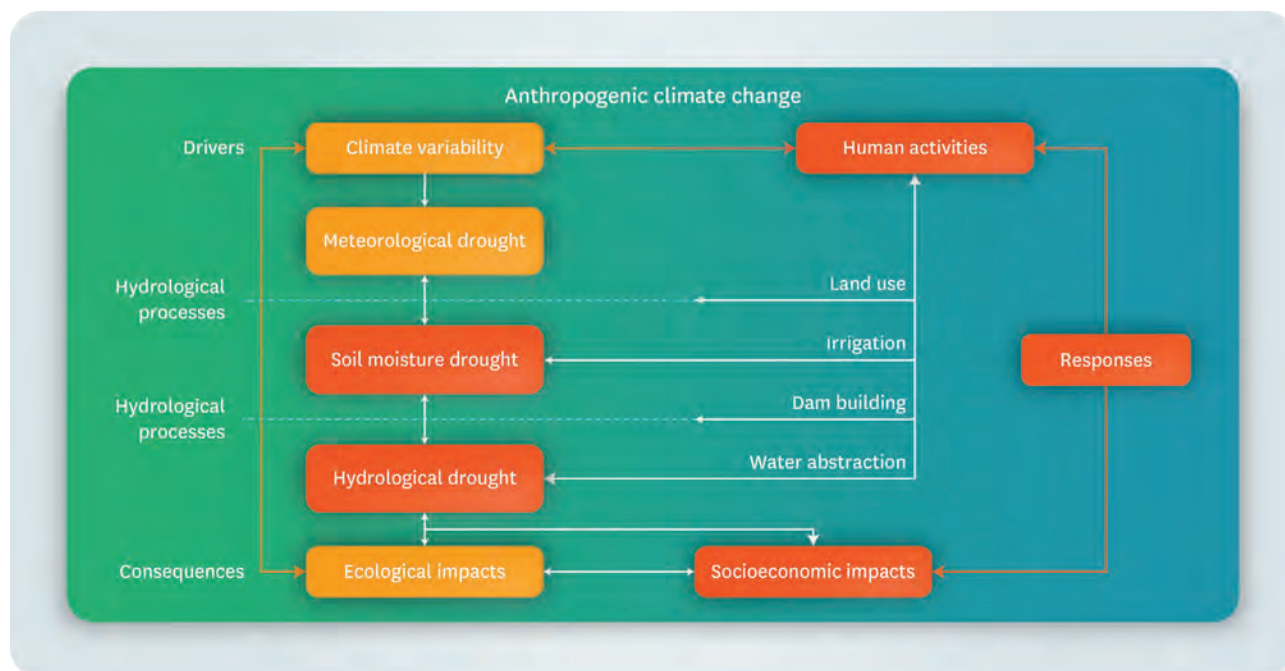 Anthropogenic climate change
Drivers
Climate variability
Human activities
Meteorological drought
Hydrological
processes
Land use
Soil moisture drought
Irrigation
Responses
Hydrological
processes
Dam building
Hydrological drought
Water abstraction
Consequences
Ecological impacts
Socioeconomic impacts